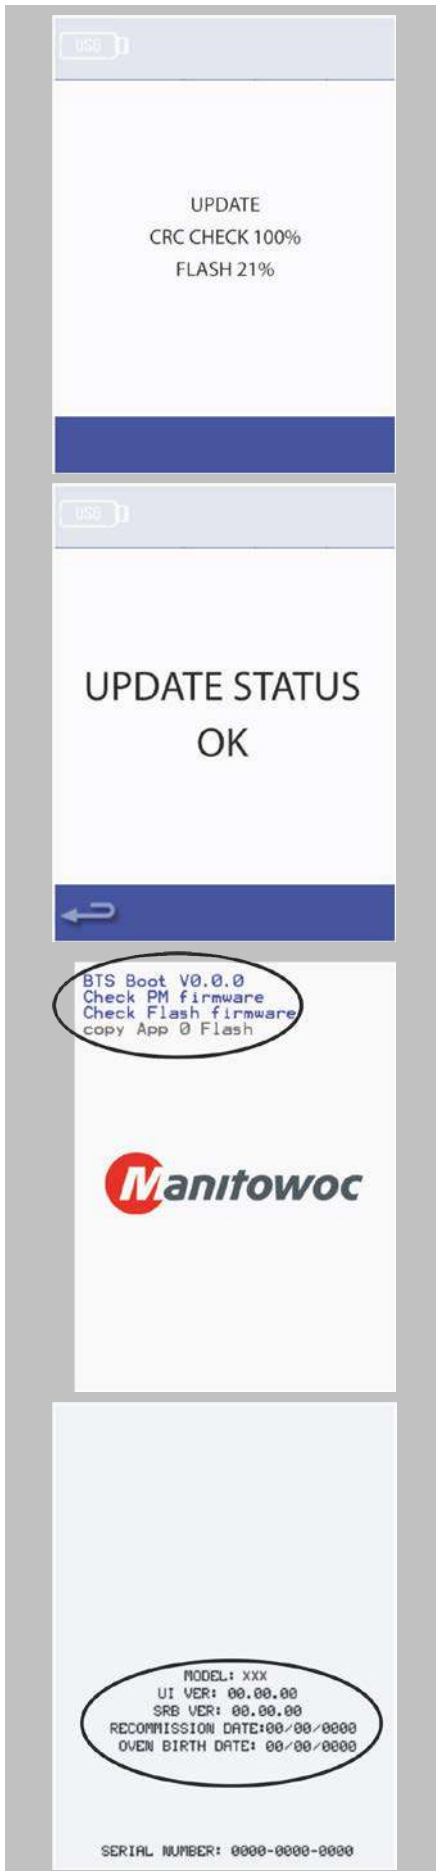 USB
UPDATE
CRC CHECK 100%
FLASH 21%
USB
UPDATE STATUS
OK
BTS Boot V0.0.0
Check PM firmware
Check Flash firmware
copy App 0 Flash
Manitowoc
MODEL: XXX
UI VER: 00.00.00
SRB VER: 00.00.00
RECOMMISSION DATE:00/00/0000
OVEN BIRTH DATE: 00/00/0000
SERIAL NUMBER: 0000-0000-0000